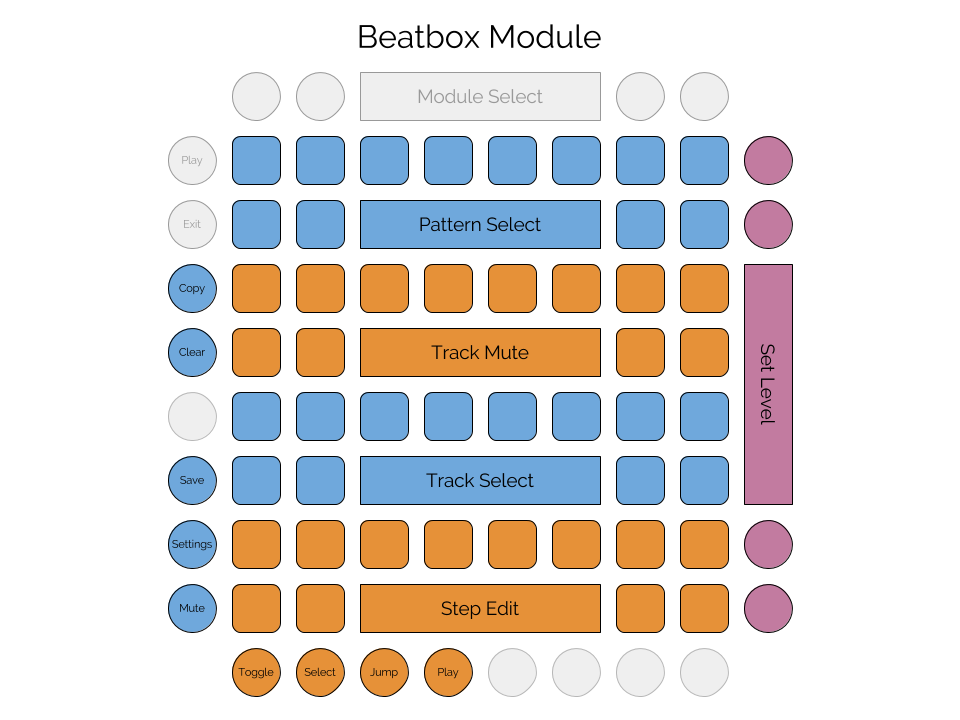 Beatbox Module
Module Select
Play
Exit
Pattern Select
Copy
Clear
Track Mute
Set Level
Save
Track Select
Settings
Mute
Step Edit
Toggle
Select
Jump
Play